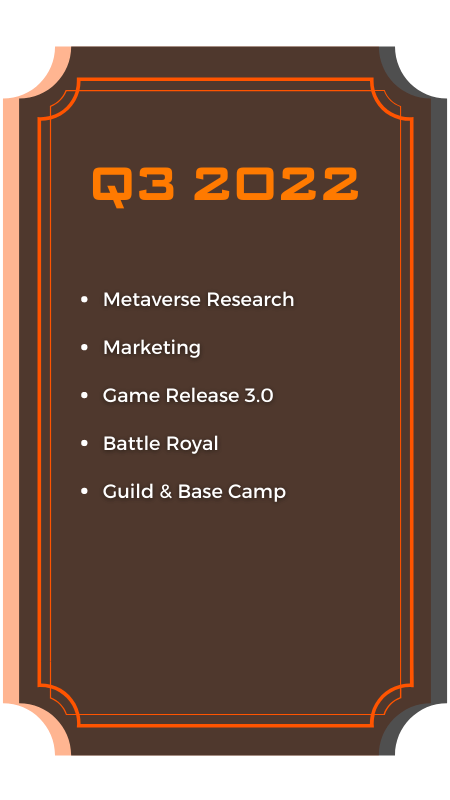 Q3 2022
• Metaverse Research
• Marketing
• Game Release 3.0
• Battle Royal
• Guild & Base Camp